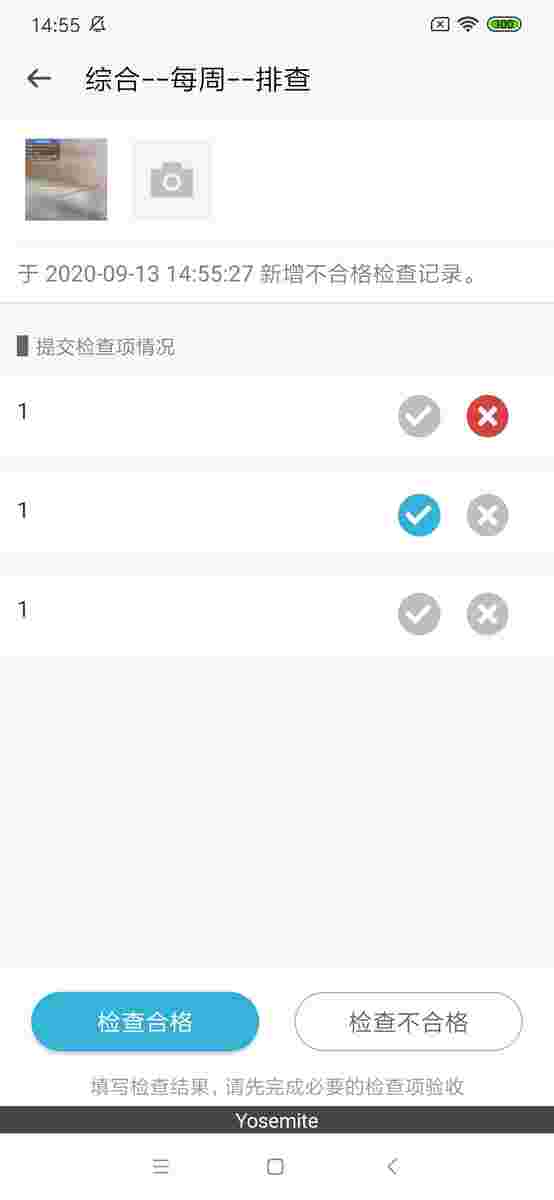 14:55
100
综合--每周--排查
于 2020-09-13 14:55:27 新增不合格检查记录。
提交检查项情况
1
1
1
检查合格
检查不合格
填写检查结果, 请先完成必要的检查项验收
Yosemite